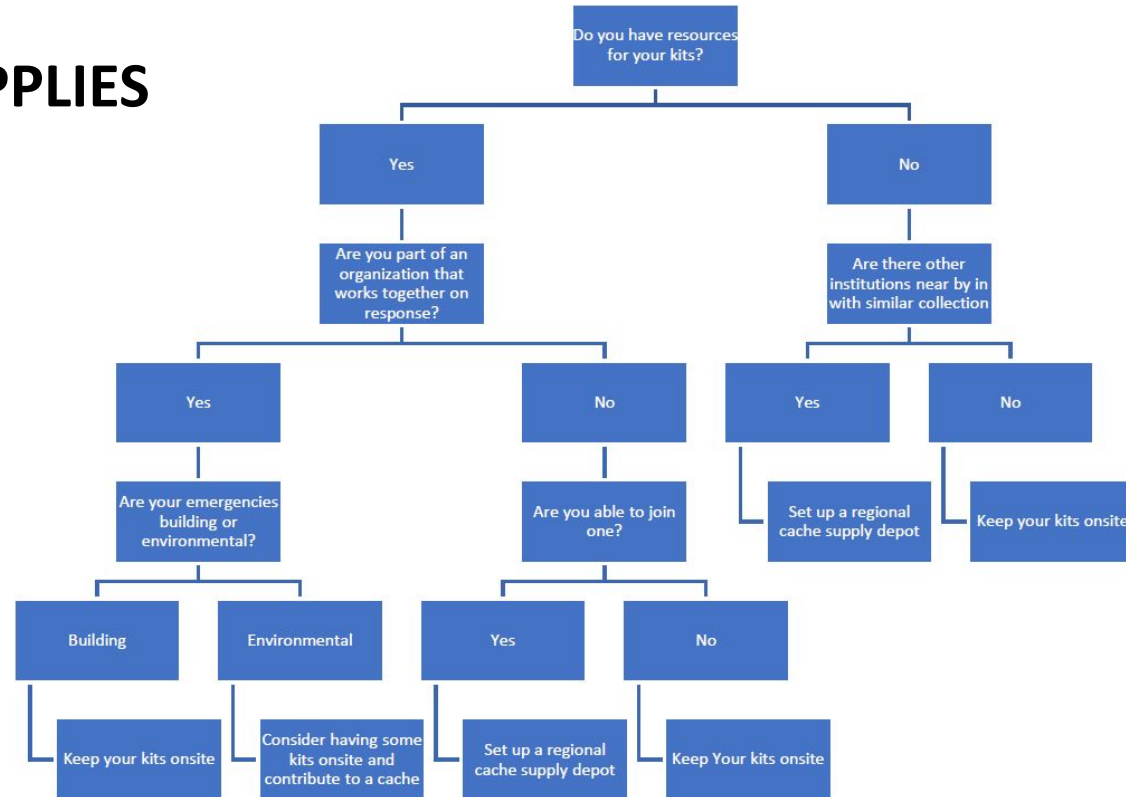 PPLIES
Do you have resources
for your kits?
Yes
No
Are you part of an
organization that
works together on
response?
Are there other
institutions near by in
with similar collection
Yes
No
Yes
No
Are your emergencies
building or
environmental?
Are you able to join
one?
Set up a regional
cache supply depot
Keep your kits onsite
Building
Environmental
Yes
No
Keep your kits onsite
Consider having some
kits onsite and
contribute to a cache
Set up a regional
cache supply depot
Keep Your kits onsite